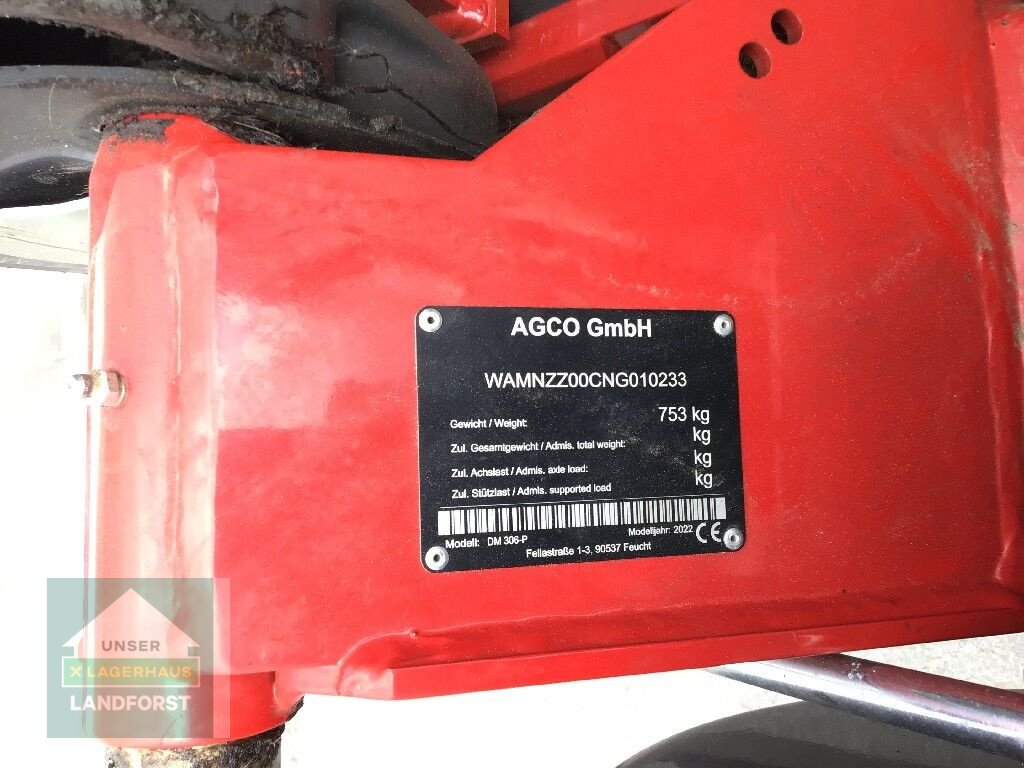 AGCO GmbH
WAMNZZ00CNG010233
Gewicht / Weight: 753 kg
Zul. Gesamtgewicht / Admis. total weight: kg
Zul. Achslast / Admis. axle load: kg
Zul. Stützlast / Admis. supported load kg
Modell: DM 306-P Modelljahr: 2022 CE
Fellastraße 1-3, 90537 Feucht
UNSER
X LAGERHAUS
LANDFORST